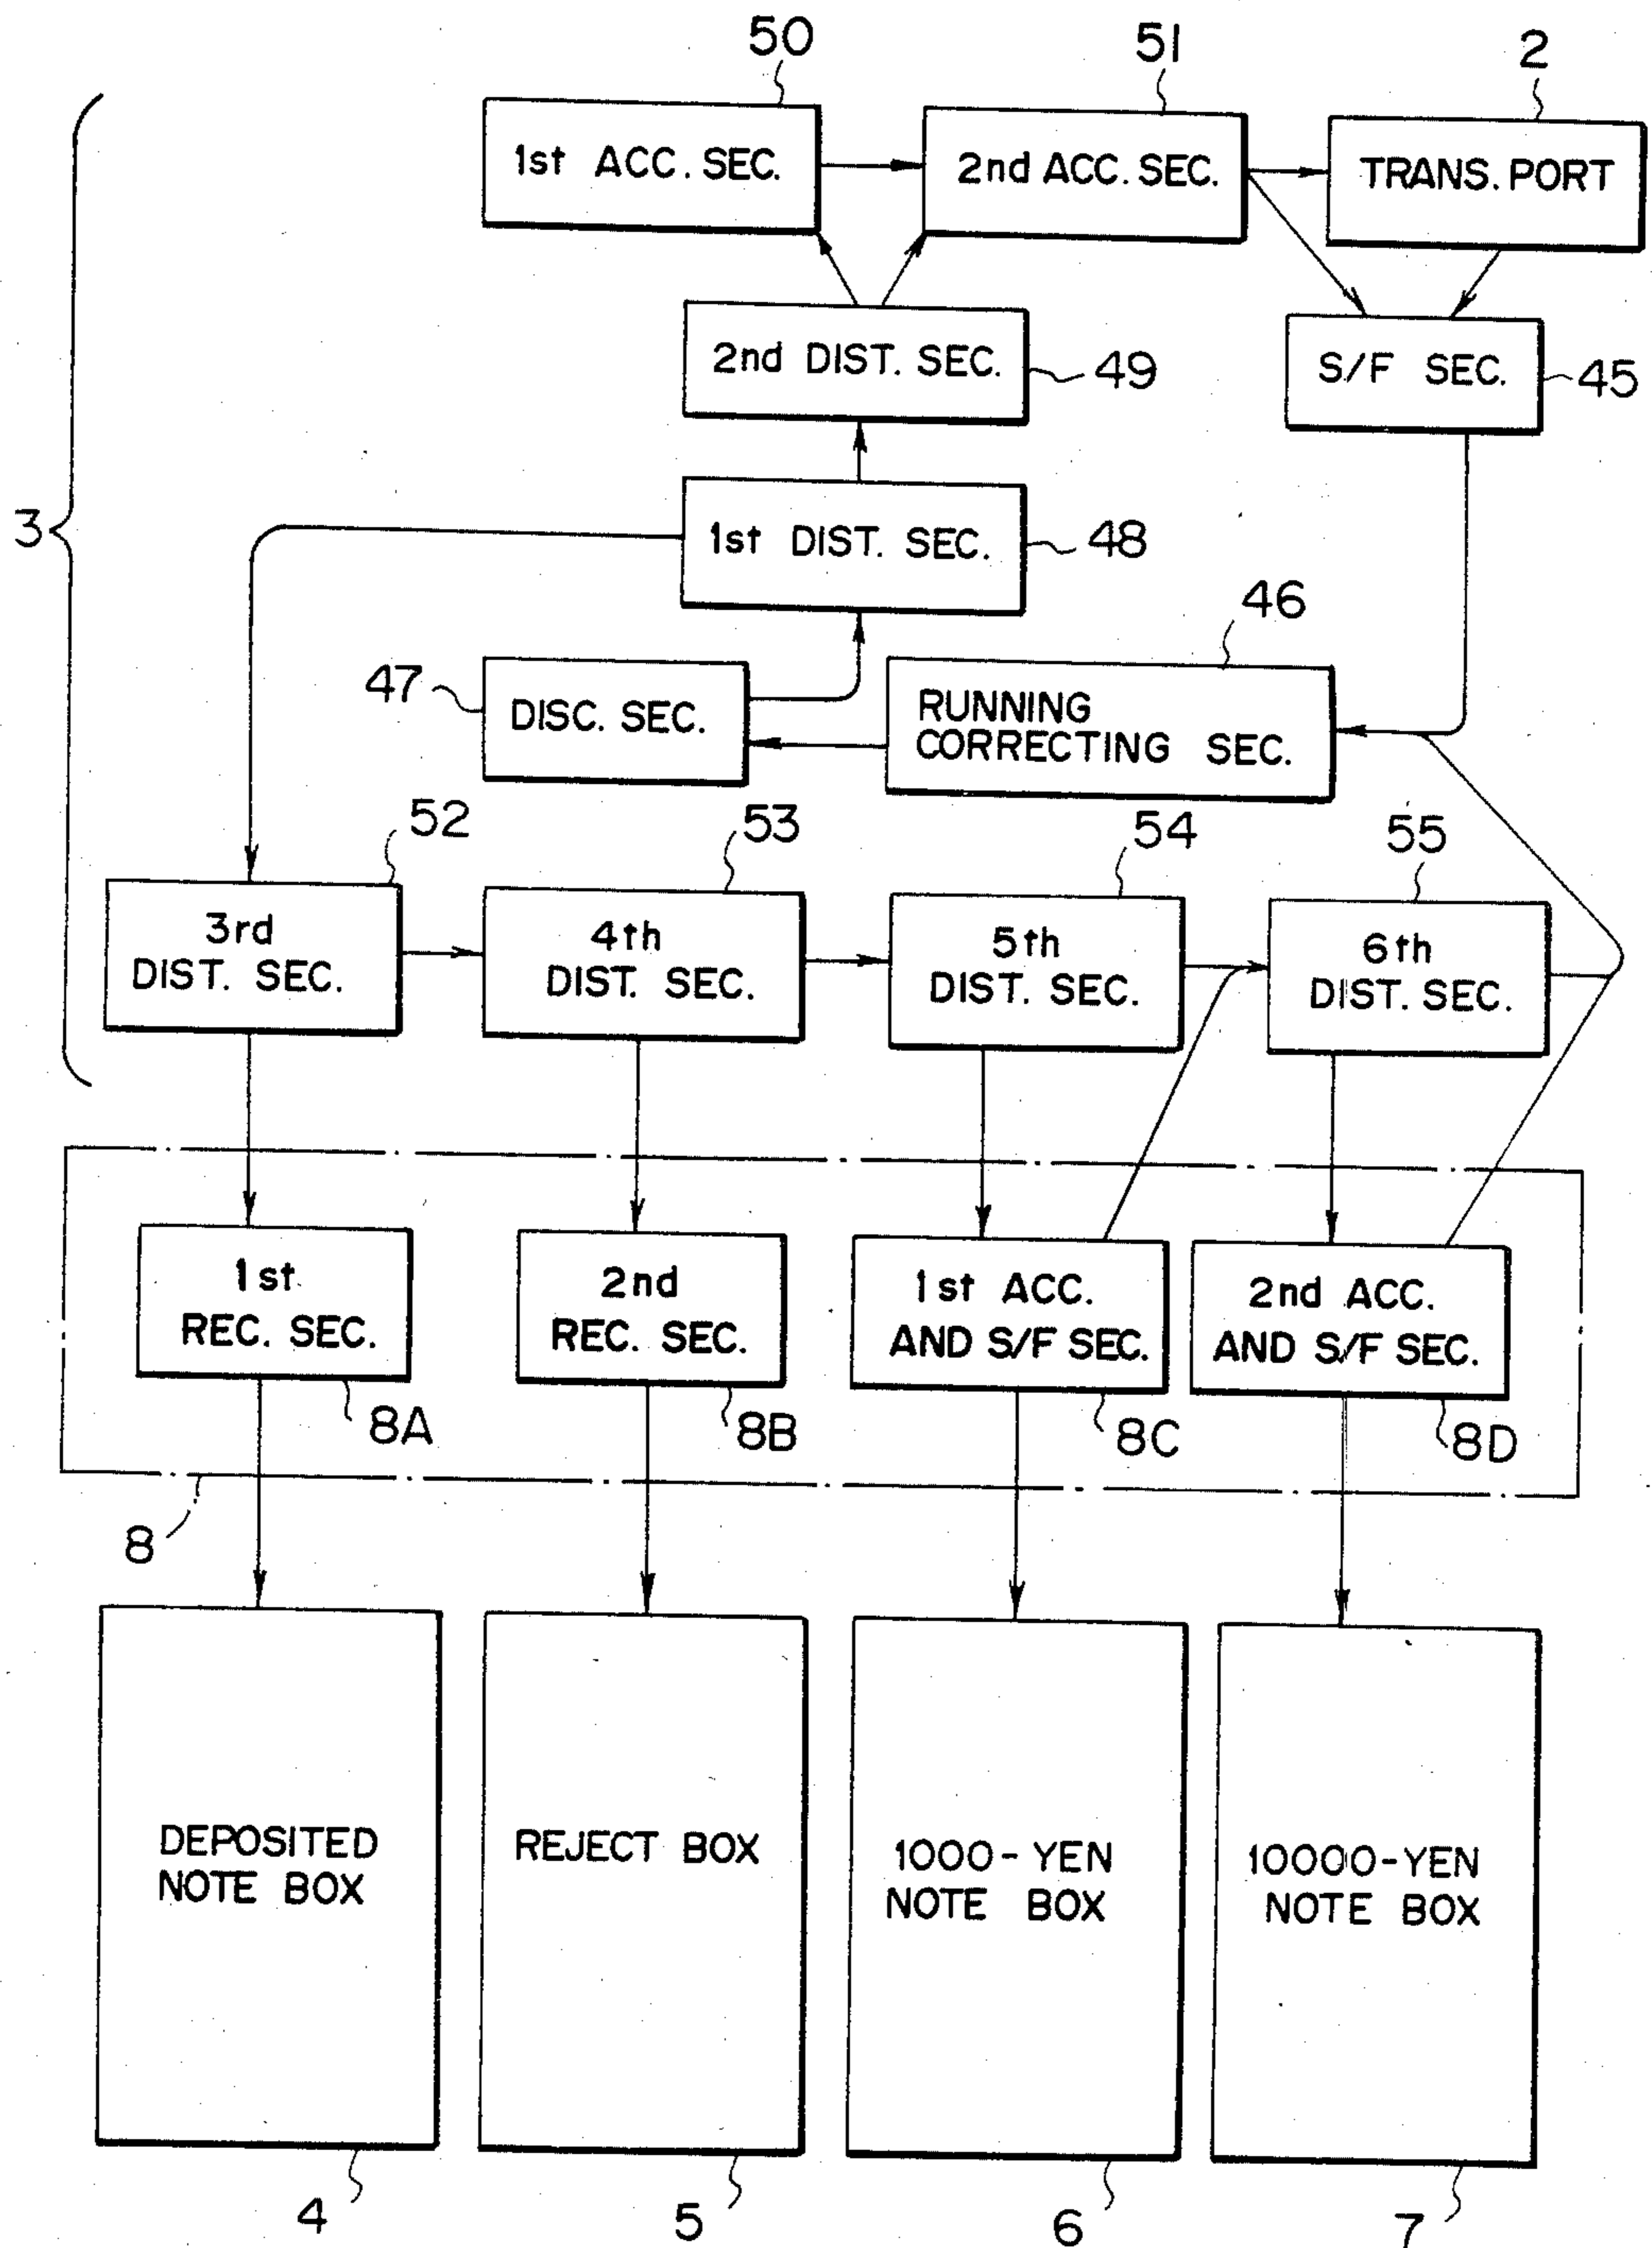 50
51
2
1st ACC. SEC.
2nd ACC. SEC.
TRANS. PORT
2nd DIST. SEC.
49
S/F SEC.
45
3
1st DIST. SEC.
48
46
47
DISC. SEC.
RUNNING
CORRECTING SEC.
52
53
54
55
3rd
DIST. SEC.
4th
DIST. SEC.
5th
DIST. SEC.
6th
DIST. SEC.
1st
REC. SEC.
2nd
REC. SEC.
1st ACC.
AND S/F SEC.
2nd ACC.
AND S/F SEC.
8A
8B
8C
8D
8
DEPOSITED
NOTE BOX
REJECT BOX
1000-YEN
NOTE BOX
10000-YEN
NOTE BOX
4
5
6
7